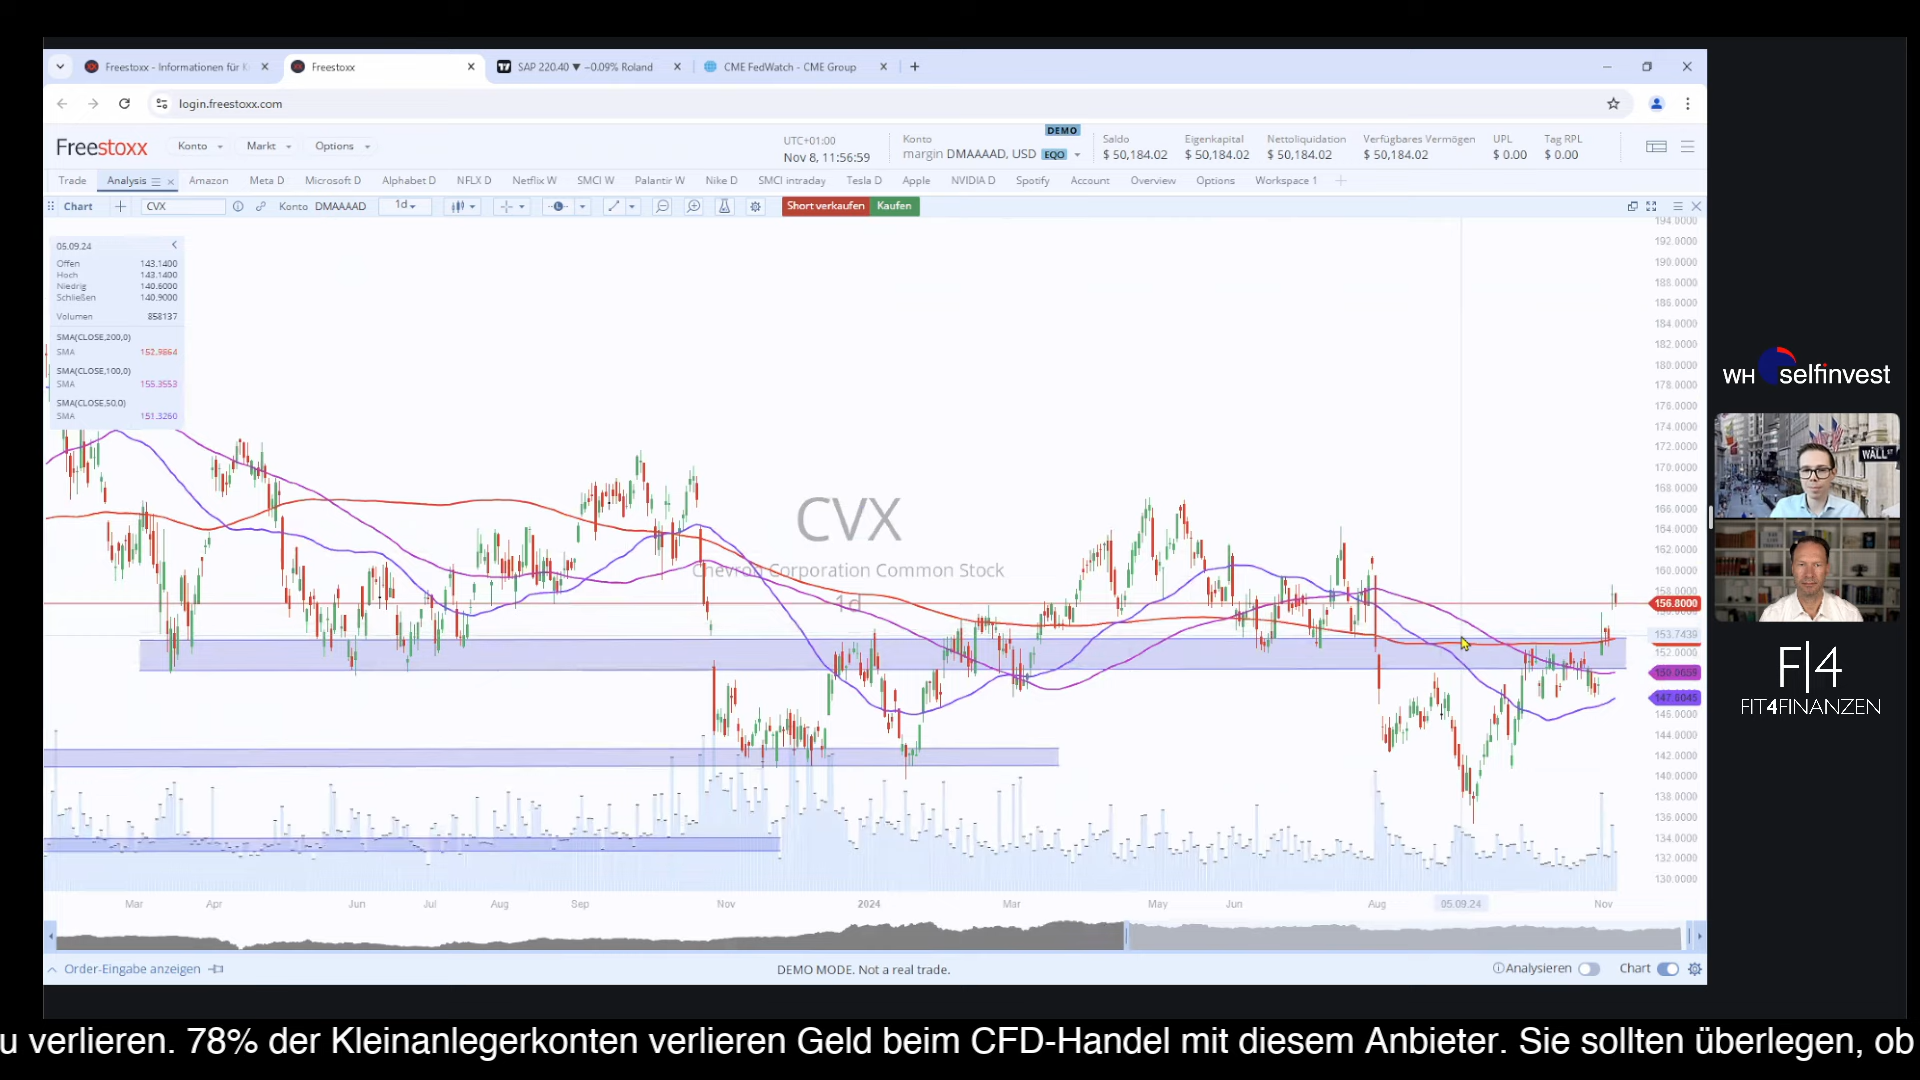 Freestoxx - Informationen für K
Freestoxx
SAP 220.40 ▼ −0.09% Roland
CME FedWatch - CME Group
login.freestoxx.com
Freestoxx
Konto
Markt
Options
UTC+01:00
Nov 8, 11:56:59
Konto
margin DMAAAAD, USD EQO
DEMO
Saldo
$ 50,184.02
Eigenkapital
$ 50,184.02
Nettoliquidation
$ 50,184.02
Verfügbares Vermögen
$ 50,184.02
UPL
$ 0.00
Tag RPL
$ 0.00
Trade Analysis Amazon Meta D Microsoft D Alphabet D NFLX D Netflix W SMCI W Palantir W Nike D SMCI intraday Tesla D Apple NVIDIA D Spotify Account Overview Options Workspace 1
Chart CVX Konto DMAAAAD 1d Short verkaufen Kaufen
05.09.24
Offen 143.1400
Hoch 143.1400
Niedrig 140.6000
Schließen 140.9000
Volumen 858137
SMA(CLOSE,200,0)
SMA 152.9864
SMA(CLOSE,100,0)
SMA 155.3553
SMA(CLOSE,50,0)
SMA 151.3260
CVX
Chevron Corporation Common Stock
1d
194.0000
192.0000
190.0000
188.0000
186.0000
184.0000
182.0000
180.0000
178.0000
176.0000
174.0000
172.0000
170.0000
168.0000
166.0000
164.0000
162.0000
160.0000
158.0000
156.8000
153.7439
152.0000
147.8045
146.0000
144.0000
142.0000
140.0000
138.0000
136.0000
134.0000
132.0000
130.0000
Mar Apr Jun Jul Aug Sep Nov 2024 Mar May Jun Aug 05.09.24 Nov
Order-Eingabe anzeigen
DEMO MODE. Not a real trade.
Analysieren
Chart
WH selfinvest
WALL
F|4
FIT4FINANZEN
u verlieren. 78% der Kleinanlegerkonten verlieren Geld beim CFD-Handel mit diesem Anbieter. Sie sollten überlegen, ob